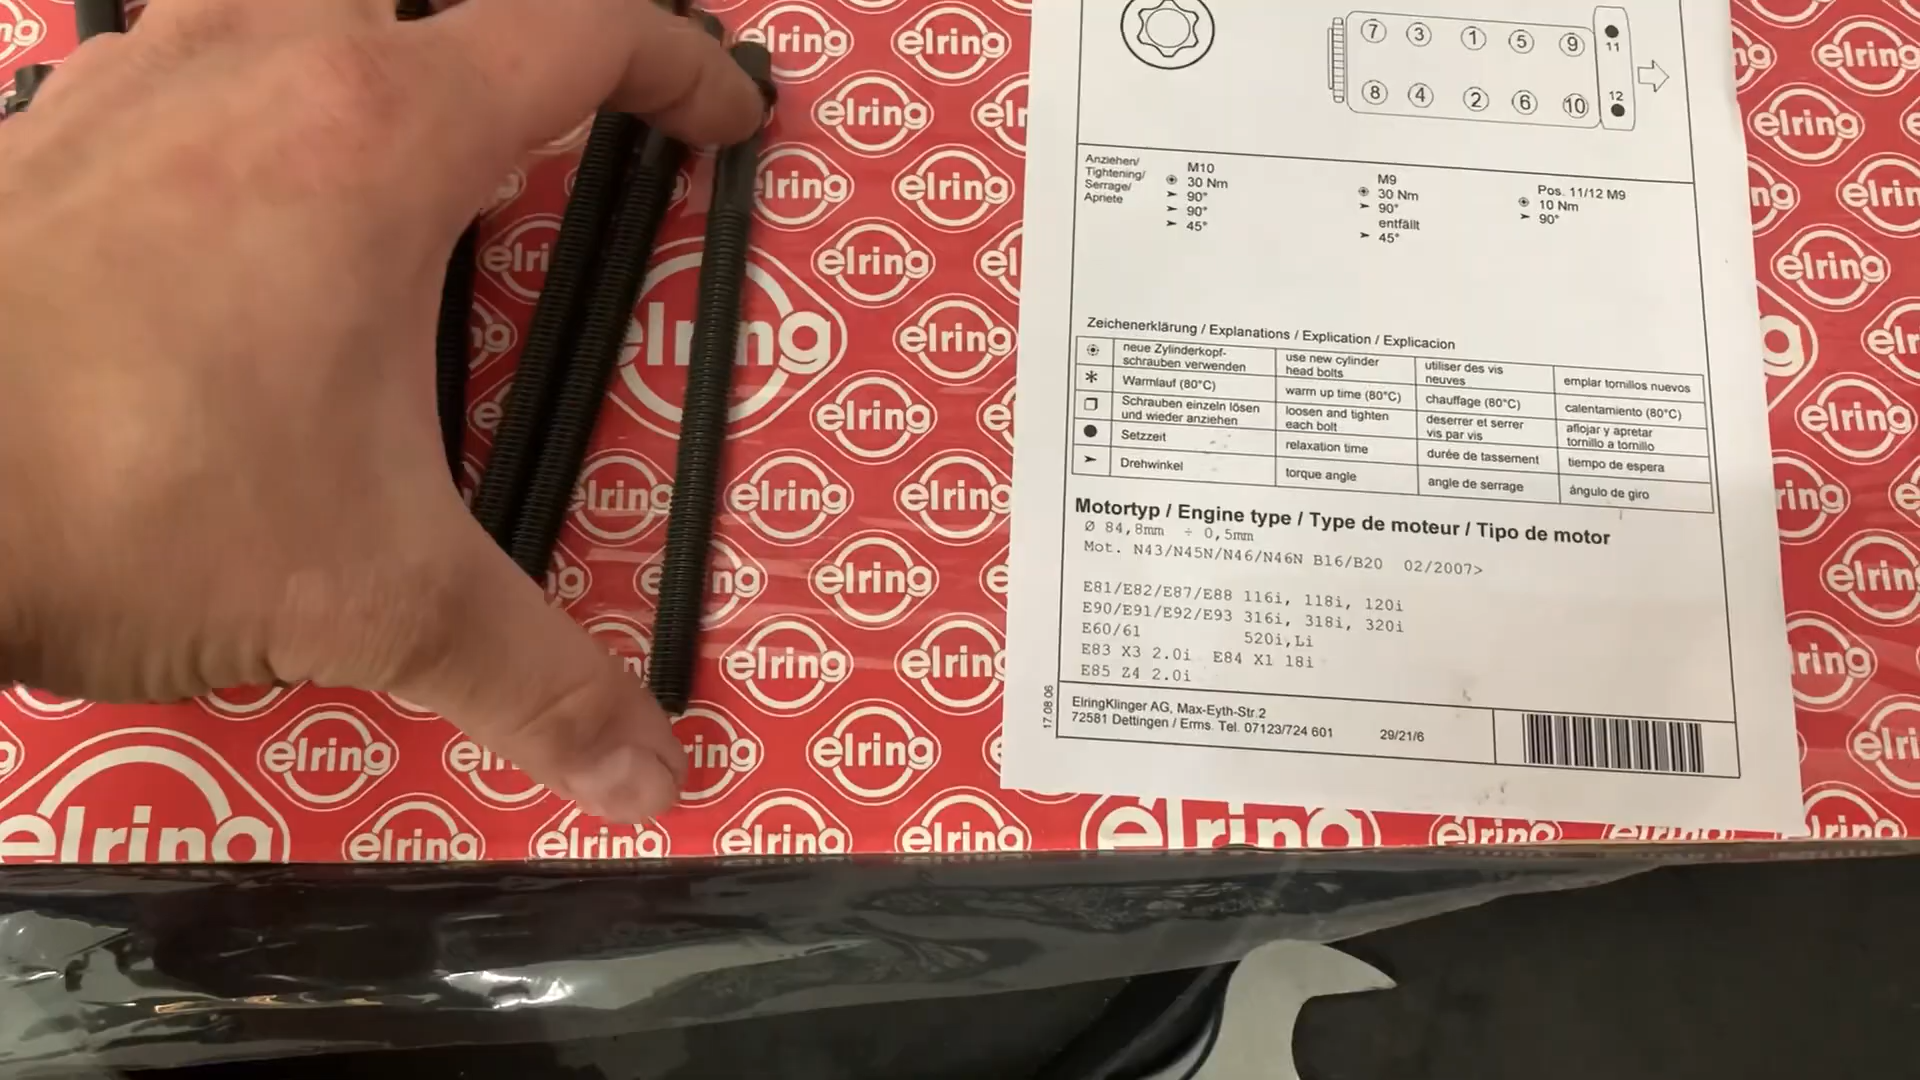 elring
7 3 1 5 9 11
8 4 2 6 10 12
Anziehen/
Tightening/
Serrage/
Apriete
M10
30 Nm
90°
90°
45°
M9
30 Nm
90°
entfällt
45°
Pos. 11/12 M9
10 Nm
90°
Zeichenerklärung / Explanations / Explication / Explicacion
neue Zylinderkopf-
schrauben verwenden
use new cylinder
head bolts
utiliser des vis
neuves
emplar tornillos nuevos
Warmlauf (80°C)
warm up time (80°C)
chauffage (80°C)
calentamiento (80°C)
Schrauben einzeln lösen
und wieder anziehen
loosen and tighten
each bolt
deserrer et serrer
vis par vis
aflojar y apretar
tornillo a tornillo
Setzzeit
relaxation time
durée de tassement
tiempo de espera
Drehwinkel
torque angle
angle de serrage
ángulo de giro
Motortyp / Engine type / Type de moteur / Tipo de motor
Ø 84,8mm ÷ 0,5mm
Mot. N43/N45N/N46/N46N B16/B20 02/2007>
E81/E82/E87/E88 116i, 118i, 120i
E90/E91/E92/E93 316i, 318i, 320i
E60/61 520i,Li
E83 X3 2.0i E84 X1 18i
E85 Z4 2.0i
17.08.06
ElringKlinger AG, Max-Eyth-Str.2
72581 Dettingen / Erms. Tel. 07123/724 601
29/21/6